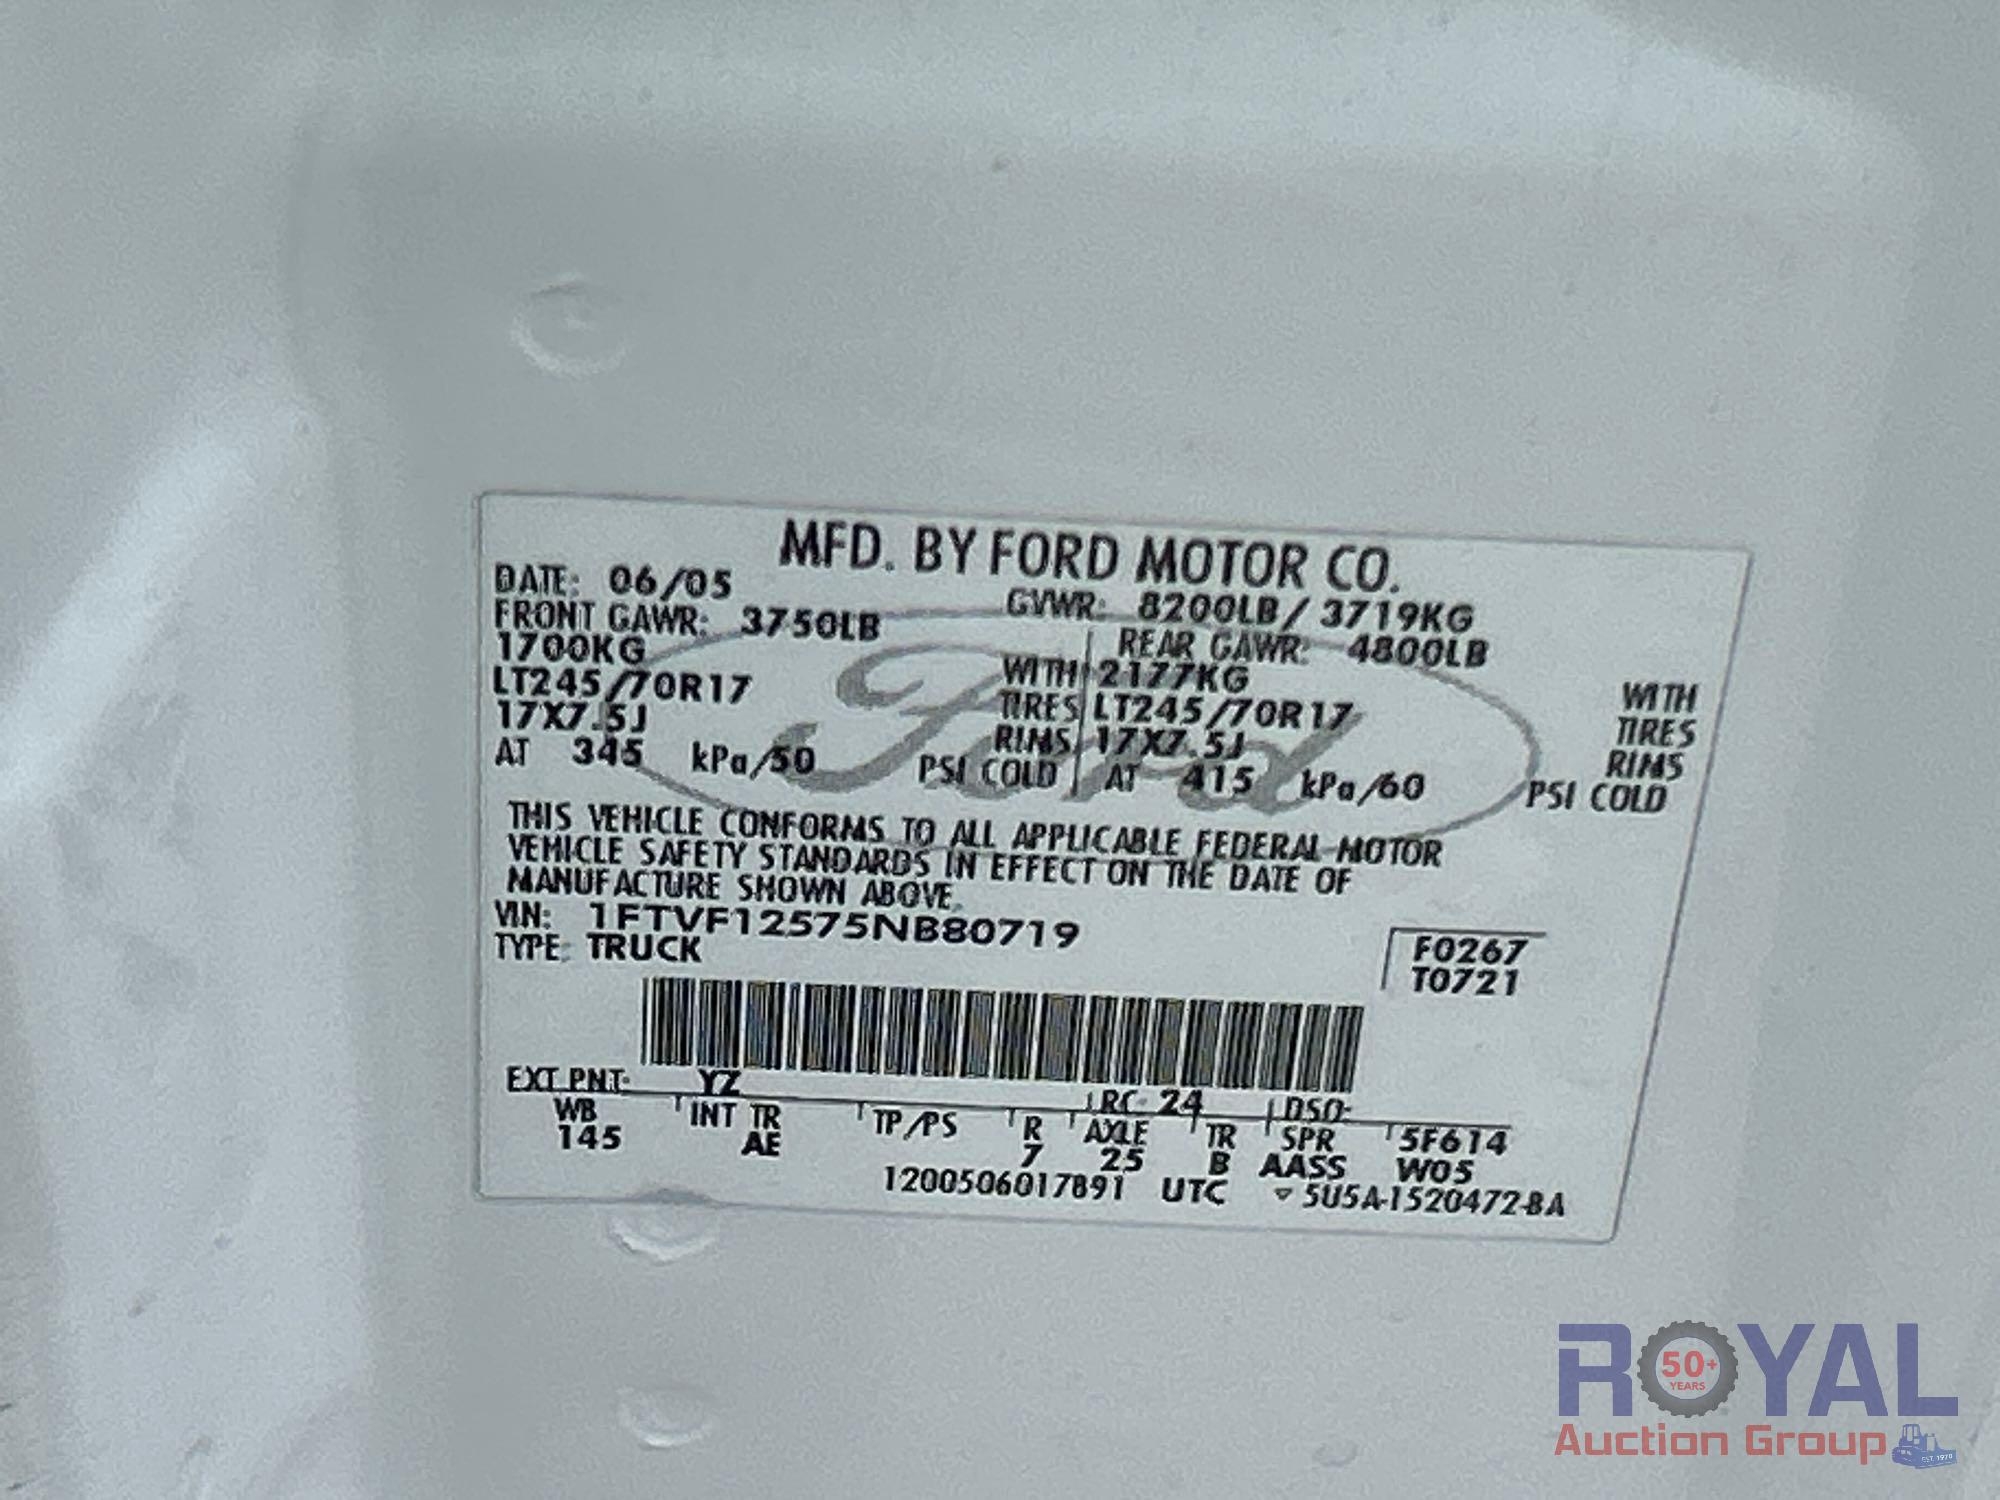 MFD. BY FORD MOTOR CO.
DATE: 06/05 GVWR: 8200LB / 3719KG
FRONT GAWR: 3750LB REAR GAWR: 4800LB
1700KG WITH 2177KG WITH
LT245/70R17 TIRES LT245/70R17 TIRES
17X7.5J RIMS 17X7.5J RIMS
AT 345 kPa/50 PSI COLD AT 415 kPa/60 PSI COLD
Ford
THIS VEHICLE CONFORMS TO ALL APPLICABLE FEDERAL MOTOR
VEHICLE SAFETY STANDARDS IN EFFECT ON THE DATE OF
MANUFACTURE SHOWN ABOVE.
VIN: 1FTVF12575NB80719
TYPE: TRUCK
F0267
T0721
EXT PNT: YZ RC: 24 DSO:
WB INT TR TP/PS R AXLE TR SPR 5F614
145 AE 7 25 B AASS W05
1200506017891 UTC ▽ 5U5A-1520472-BA
ROYAL
50+
YEARS
Auction Group
EST. 1970